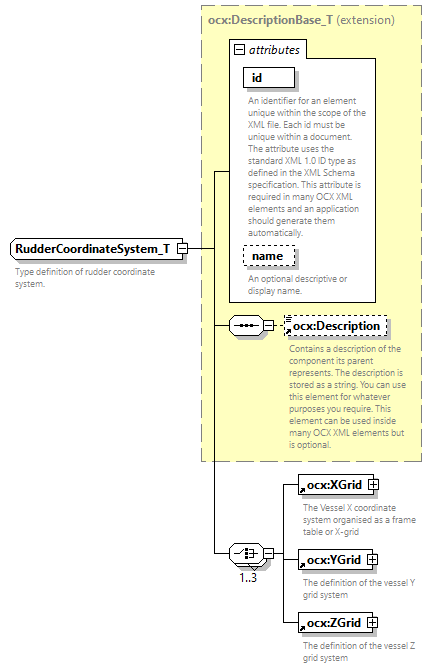 ocx:DescriptionBase_T (extension)
attributes
id
An identifier for an element
unique within the scope of the
XML file. Each id must be
unique within a document.
The attribute uses the
standard XML 1.0 ID type as
defined in the XML Schema
specification. This attribute is
required in many OCX XML
elements and an application
should generate them
automatically.
name
An optional descriptive or
display name.
RudderCoordinateSystem_T
Type definition of rudder coordinate
system.
ocx:Description
Contains a description of the
component its parent
represents. The description is
stored as a string. You can use
this element for whatever
purposes you require. This
element can be used inside
many OCX XML elements but
is optional.
ocx:XGrid
The Vessel X coordinate
system organised as a frame
table or X-grid
1..3
ocx:YGrid
The definition of the vessel Y
grid system
ocx:ZGrid
The definition of the vessel Z
grid system